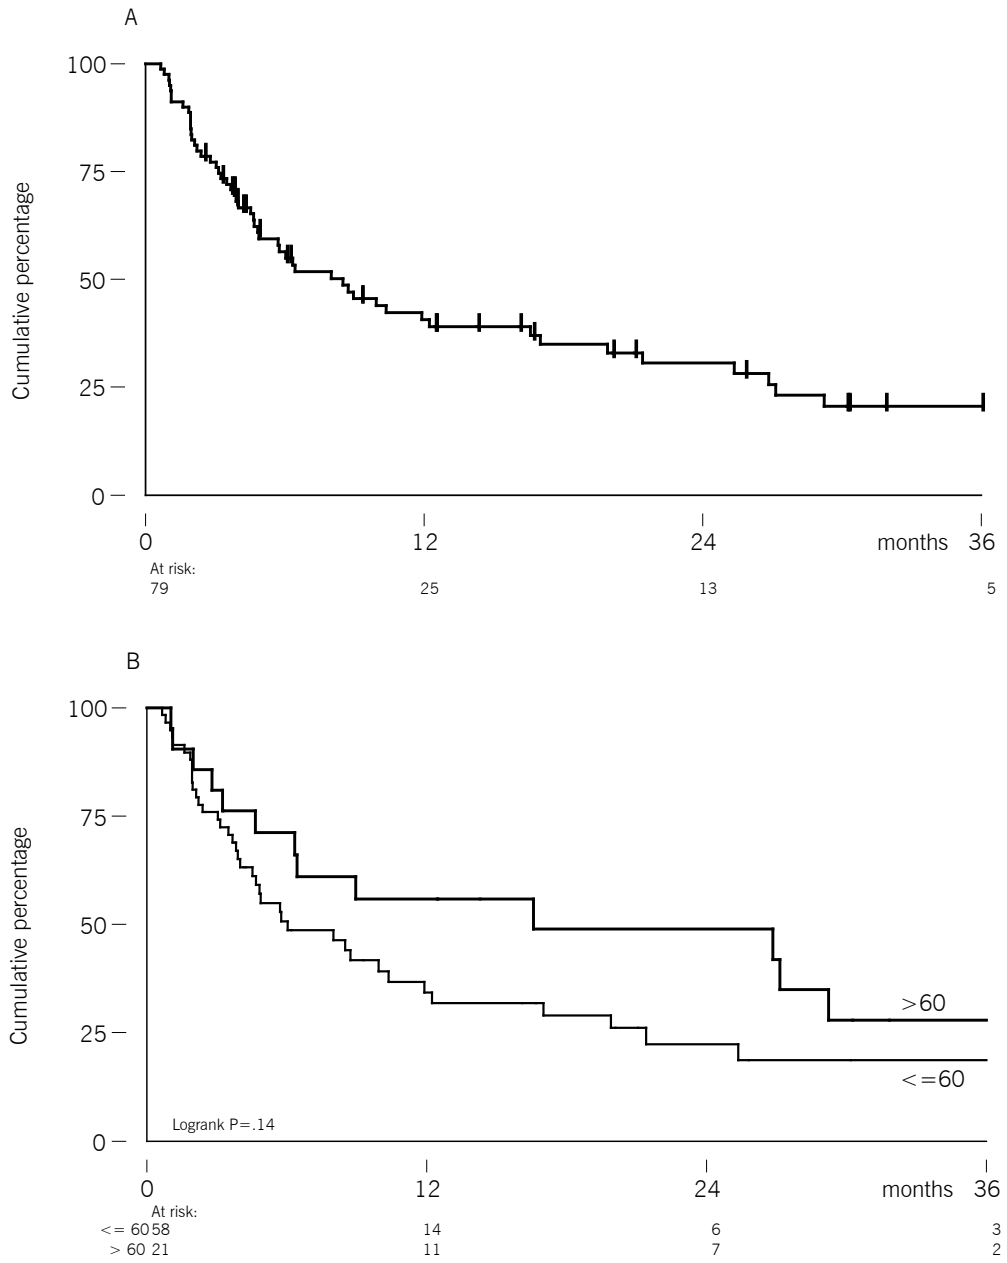 A
100
75
50
25
0
Cumulative percentage
0 12 24 months 36
At risk:
79 25 13 5
B
100
75
50
25
0
Cumulative percentage
>60
<=60
Logrank P=.14
0 12 24 months 36
At risk:
<= 60 58 14 6 3
> 60 21 11 7 2